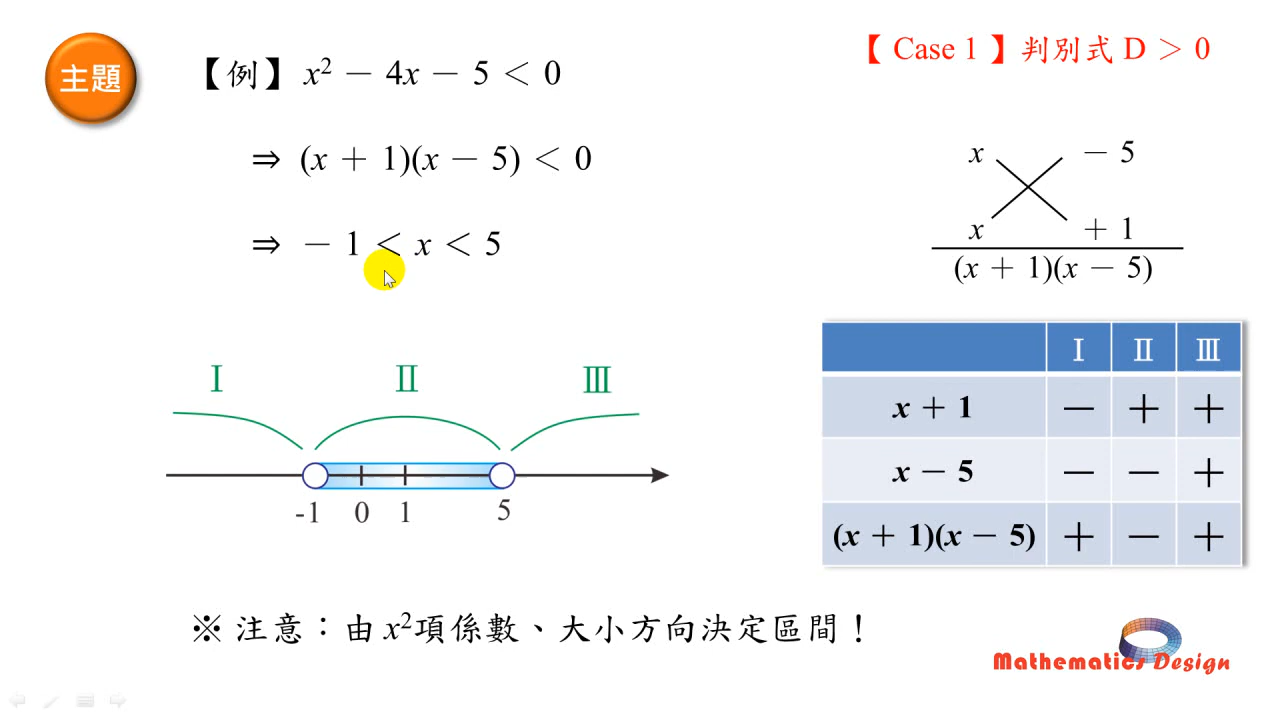 主題
【例】x² － 4x － 5 ＜ 0
【 Case 1 】判別式 D ＞ 0
⇒ (x ＋ 1)(x － 5) ＜ 0
⇒ － 1 ＜ x ＜ 5
x － 5
x ＋ 1
(x ＋ 1)(x － 5)
Ⅰ Ⅱ Ⅲ
-1 0 1 5
Ⅰ Ⅱ Ⅲ
x ＋ 1 － ＋ ＋
x － 5 － － ＋
(x ＋ 1)(x － 5) ＋ － ＋
※ 注意：由 x²項係數、大小方向決定區間！
Mathematics Design